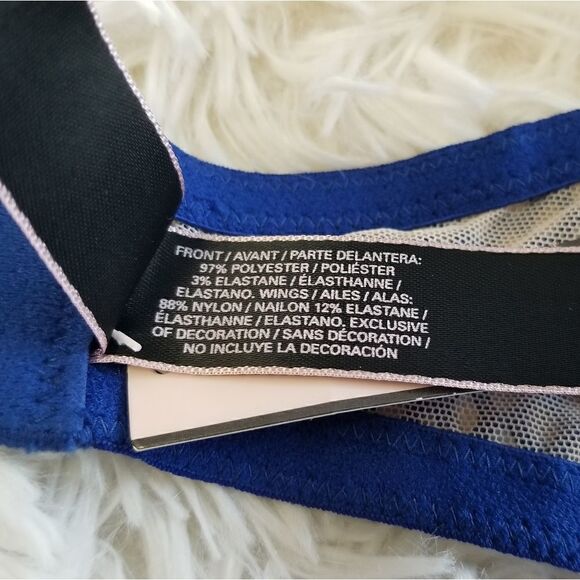 FRONT / AVANT / PARTE DELANTERA:
97% POLYESTER / POLIÉSTER
3% ELASTANE / ÉLASTHANNE /
ELASTANO. WINGS / AILES / ALAS:
88% NYLON / NAILON 12% ELASTANE /
ÉLASTHANNE / ELASTANO. EXCLUSIVE
OF DECORATION / SANS DÉCORATION /
NO INCLUYE LA DECORACIÓN